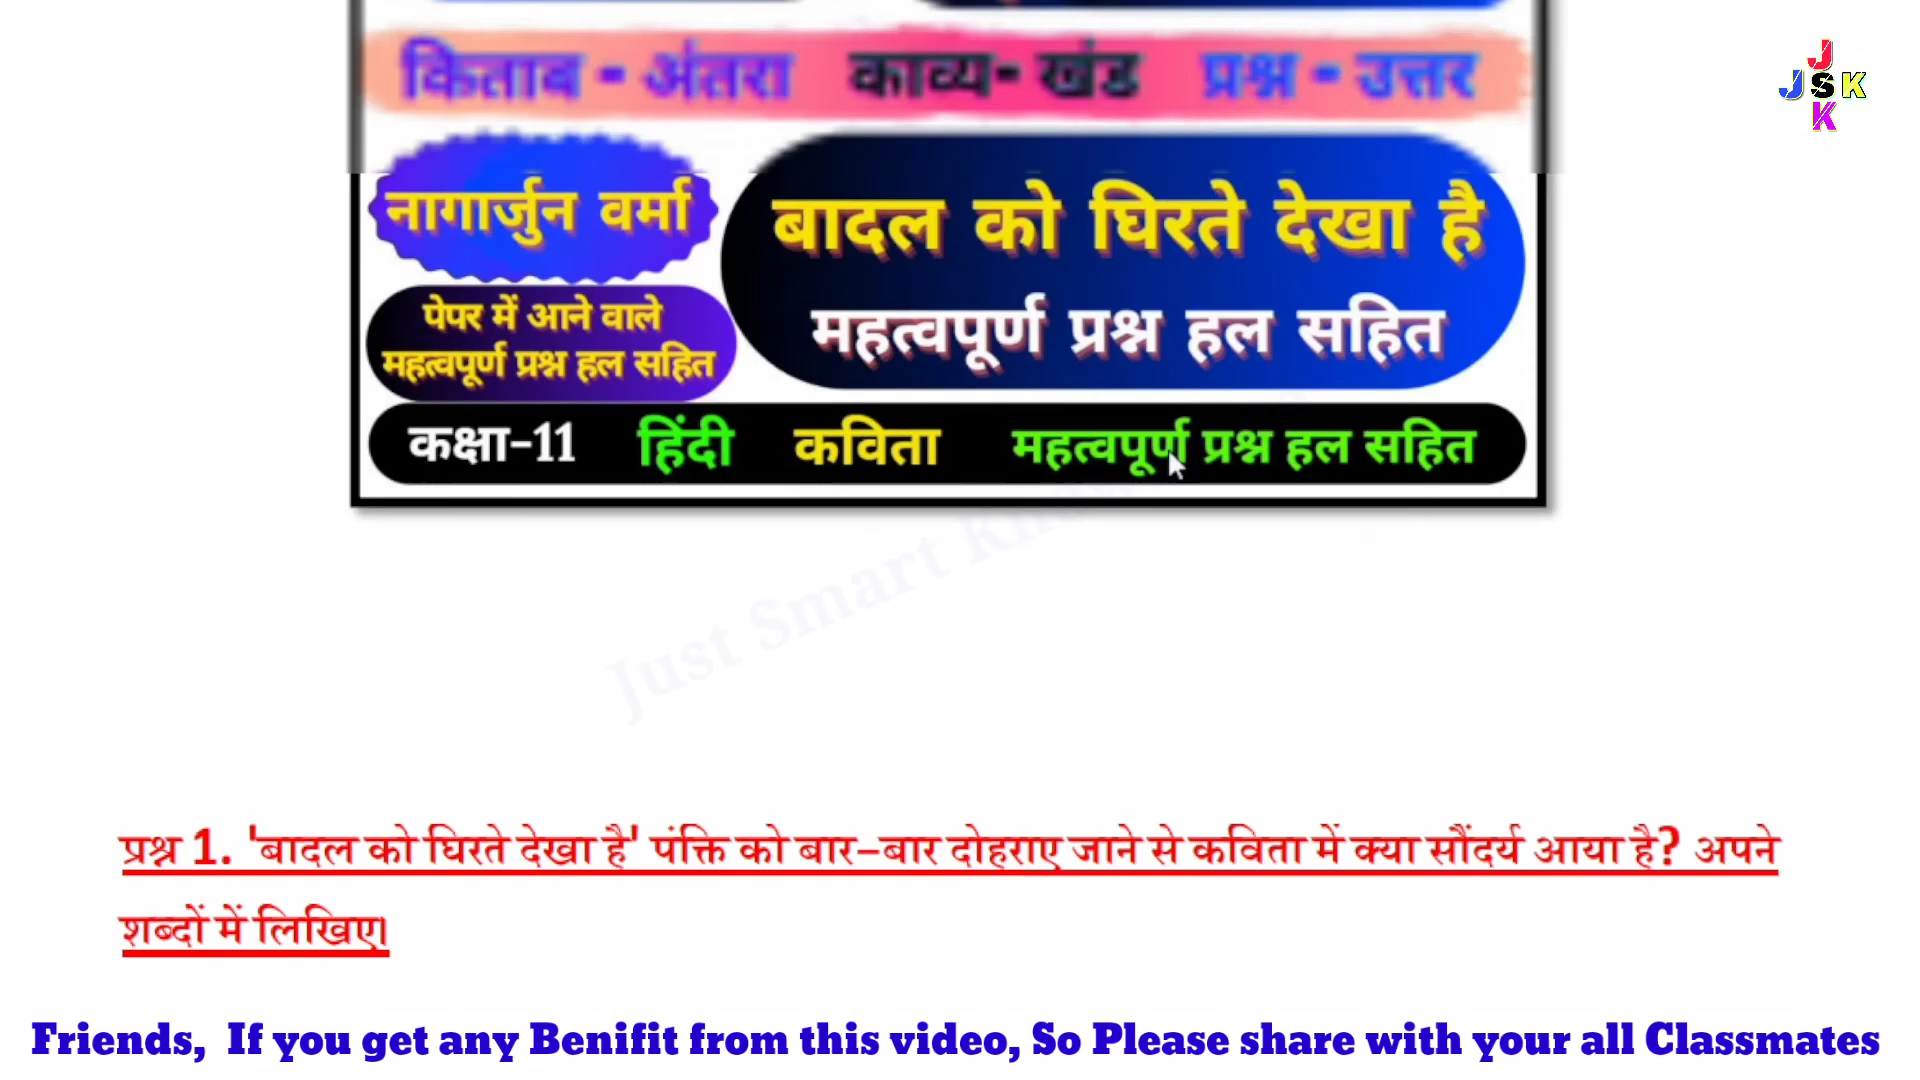 किताब - अंतरा काव्य- खंड प्रश्न - उत्तर
J
JSK
K
नागार्जुन वर्मा
बादल को घिरते देखा है
महत्वपूर्ण प्रश्न हल सहित
पेपर में आने वाले
महत्वपूर्ण प्रश्न हल सहित
कक्षा-11 हिंदी कविता महत्वपूर्ण प्रश्न हल सहित
Just Smart
प्रश्न 1. 'बादल को घिरते देखा है' पंक्ति को बार-बार दोहराए जाने से कविता में क्या सौंदर्य आया है? अपने
शब्दों में लिखिए।
Friends, If you get any Benifit from this video, So Please share with your all Classmates